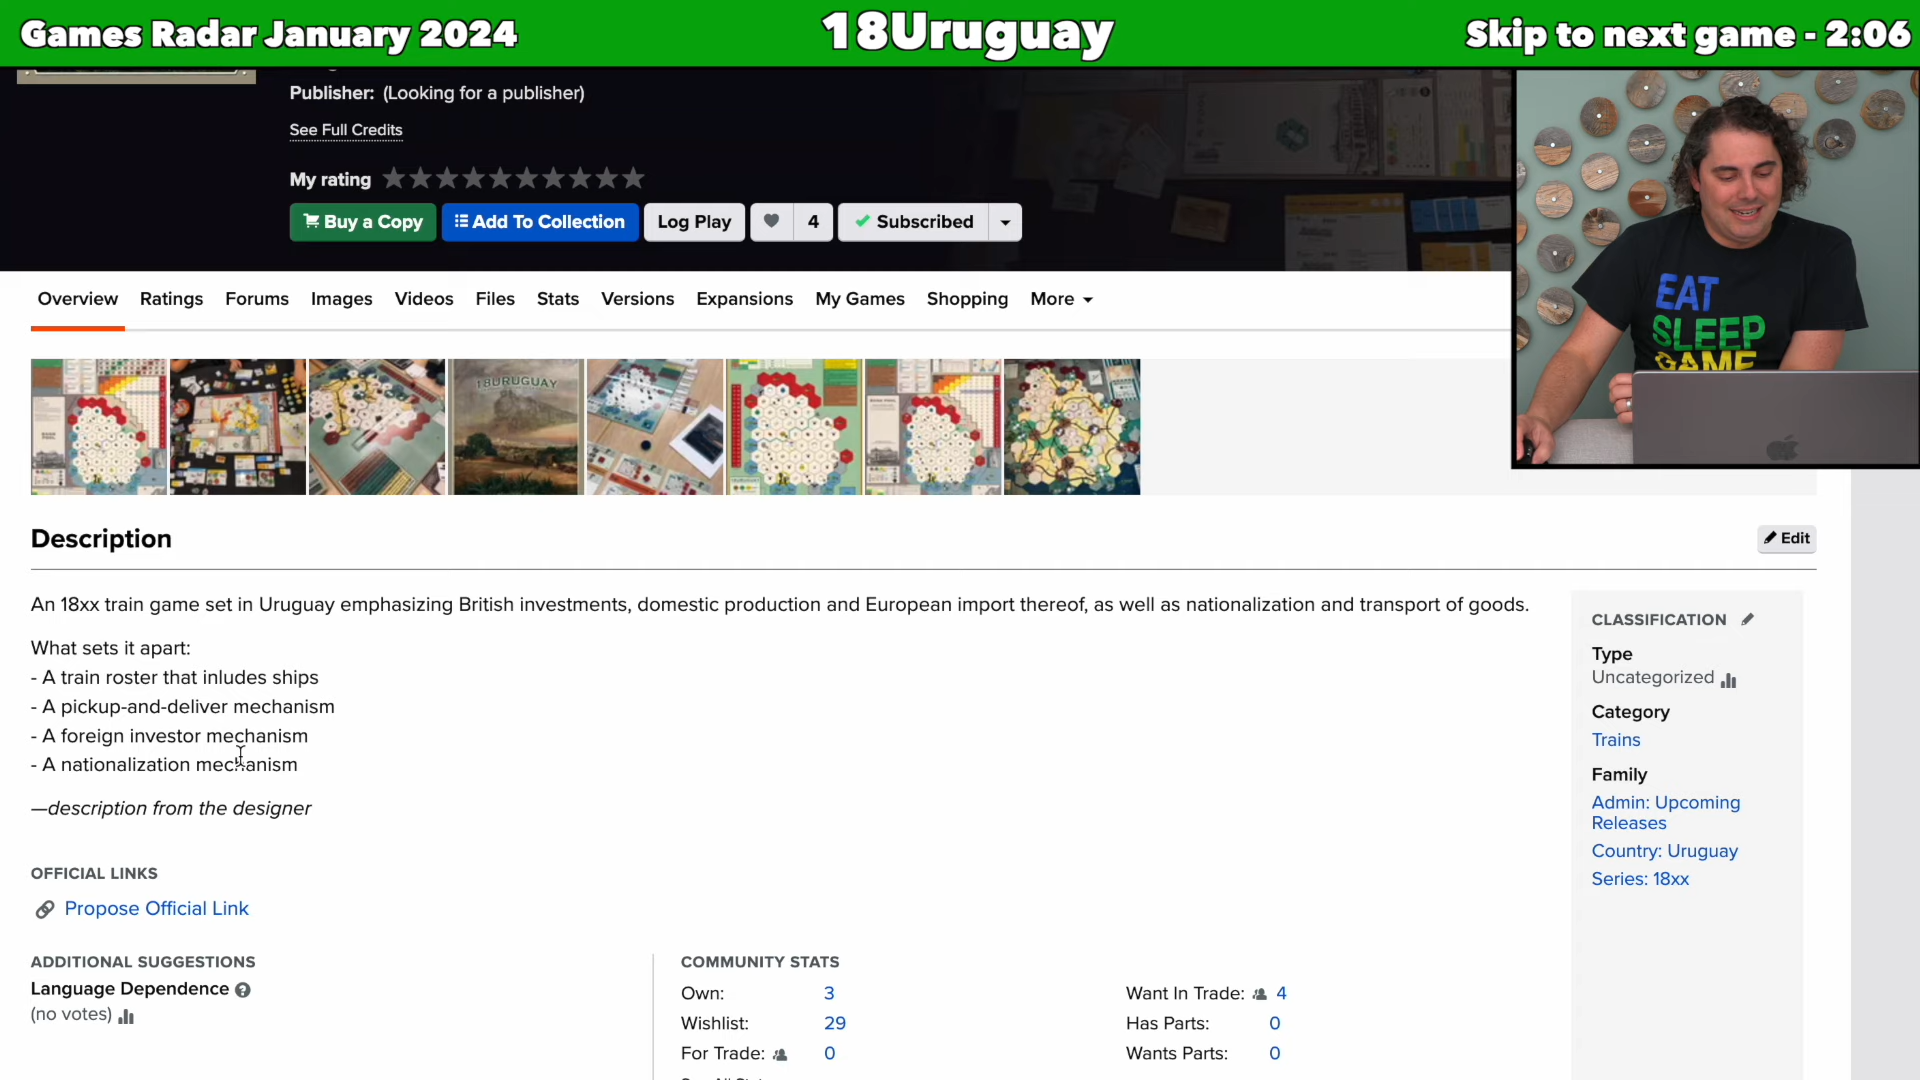 Games Radar January 2024
18Uruguay
Skip to next game - 2:06
Publisher: (Looking for a publisher)
See Full Credits
My rating
Buy a Copy
Add To Collection
Log Play
4
Subscribed
EAT
SLEEP
GAME
Overview
Ratings
Forums
Images
Videos
Files
Stats
Versions
Expansions
My Games
Shopping
More
18URUGUAY
Description
Edit
An 18xx train game set in Uruguay emphasizing British investments, domestic production and European import thereof, as well as nationalization and transport of goods.
What sets it apart:
- A train roster that inludes ships
- A pickup-and-deliver mechanism
- A foreign investor mechanism
- A nationalization mechanism
—description from the designer
CLASSIFICATION
Type
Uncategorized
Category
Trains
Family
Admin: Upcoming
Releases
Country: Uruguay
Series: 18xx
OFFICIAL LINKS
Propose Official Link
ADDITIONAL SUGGESTIONS
Language Dependence
(no votes)
COMMUNITY STATS
Own: 3
Wishlist: 29
For Trade: 0
Want In Trade: 4
Has Parts: 0
Wants Parts: 0